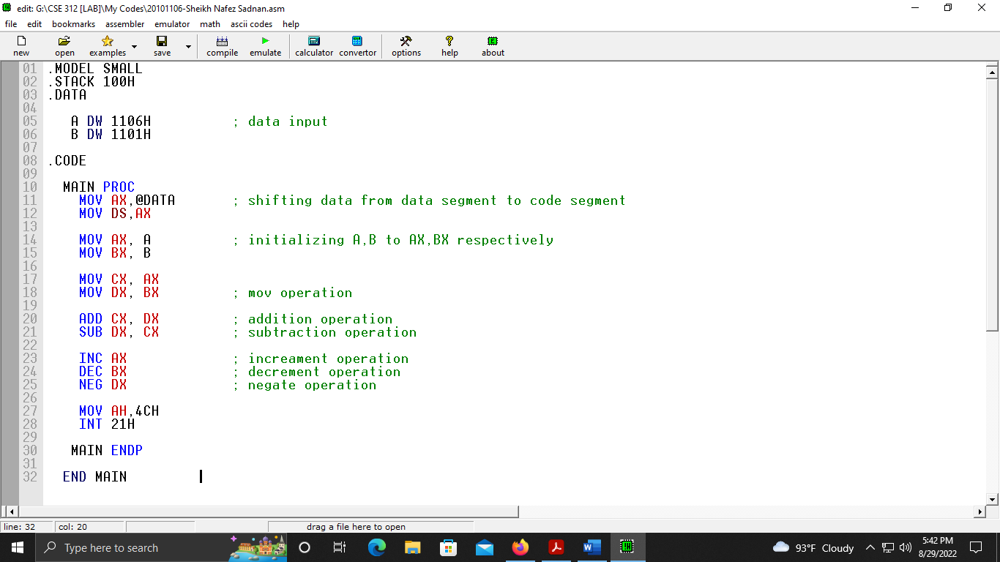 edit: G:\CSE 312 [LAB]\My Codes\20101106-Sheikh Nafez Sadnan.asm
file edit bookmarks assembler emulator math ascii codes help
new open examples save compile emulate calculator convertor options help about
01 .MODEL SMALL
02 .STACK 100H
03 .DATA
04
05 A DW 1106H ; data input
06 B DW 1101H
07
08 .CODE
09
10 MAIN PROC
11 MOV AX,@DATA ; shifting data from data segment to code segment
12 MOV DS,AX
13
14 MOV AX, A ; initializing A,B to AX,BX respectively
15 MOV BX, B
16
17 MOV CX, AX
18 MOV DX, BX ; mov operation
19
20 ADD CX, DX ; addition operation
21 SUB DX, CX ; subtraction operation
22
23 INC AX ; increament operation
24 DEC BX ; decrement operation
25 NEG DX ; negate operation
26
27 MOV AH,4CH
28 INT 21H
29
30 MAIN ENDP
31
32 END MAIN
line: 32 col: 20 drag a file here to open
Type here to search 93°F Cloudy 5:42 PM
8/29/2022